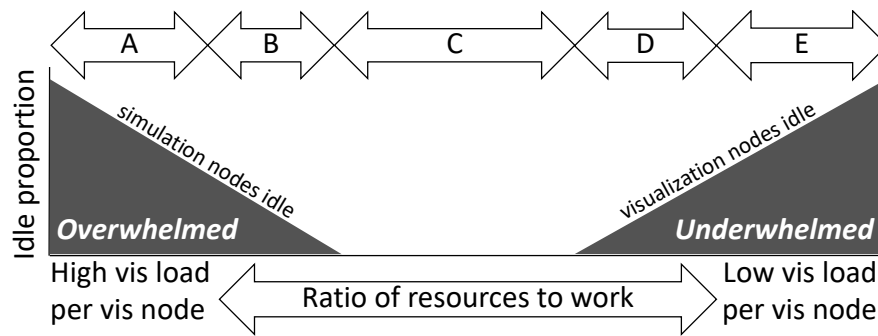 A B C D E
Idle proportion
simulation nodes idle
visualization nodes idle
Overwhelmed
Underwhelmed
High vis load
per vis node
Ratio of resources to work
Low vis load
per vis node